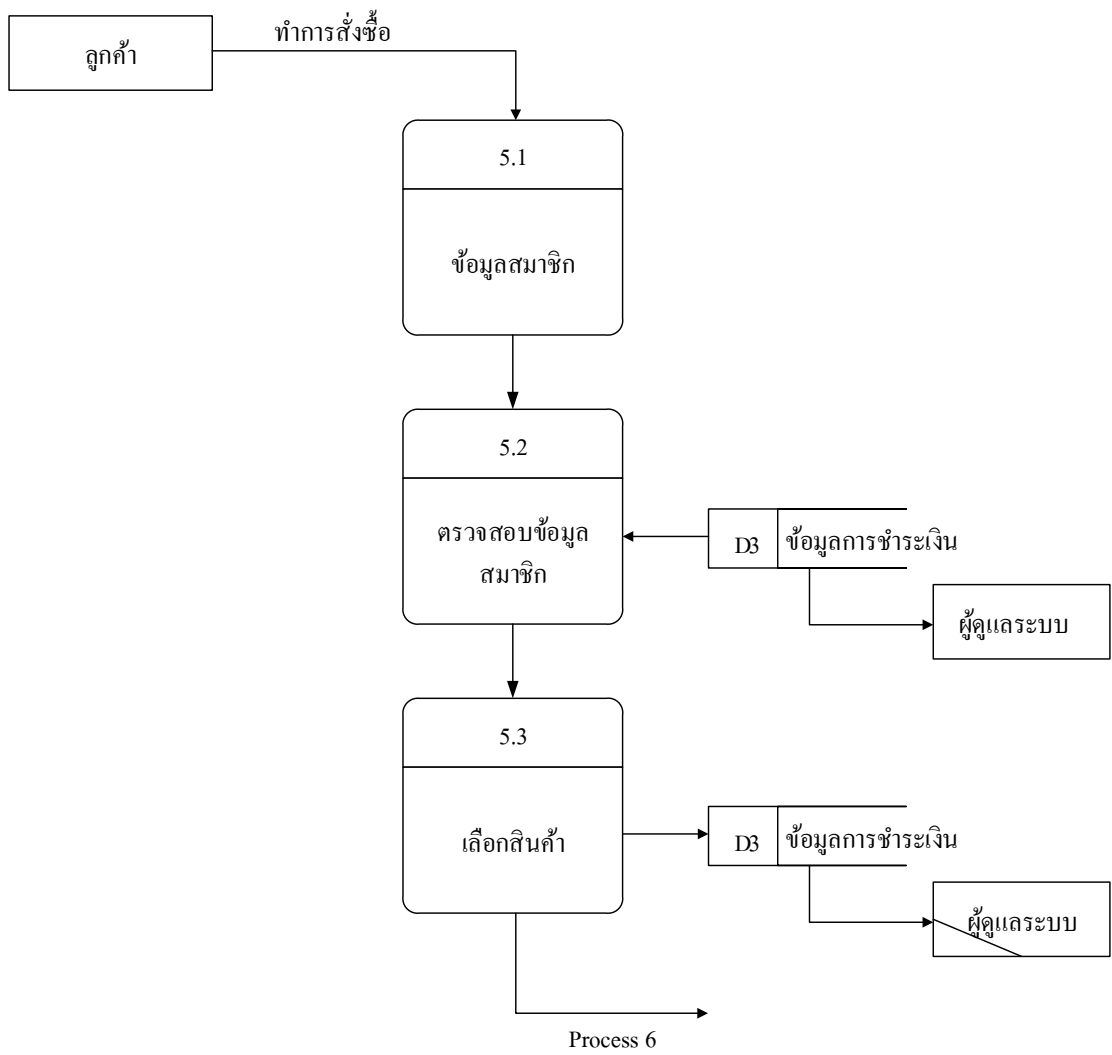 ลูกค้า
ทำการสั่งซื้อ
5.1
ข้อมูลสมาชิก
5.2
ตรวจสอบข้อมูล
สมาชิก
D3 ข้อมูลการชำระเงิน
ผู้ดูแลระบบ
5.3
เลือกสินค้า
D3 ข้อมูลการชำระเงิน
ผู้ดูแลระบบ
Process 6